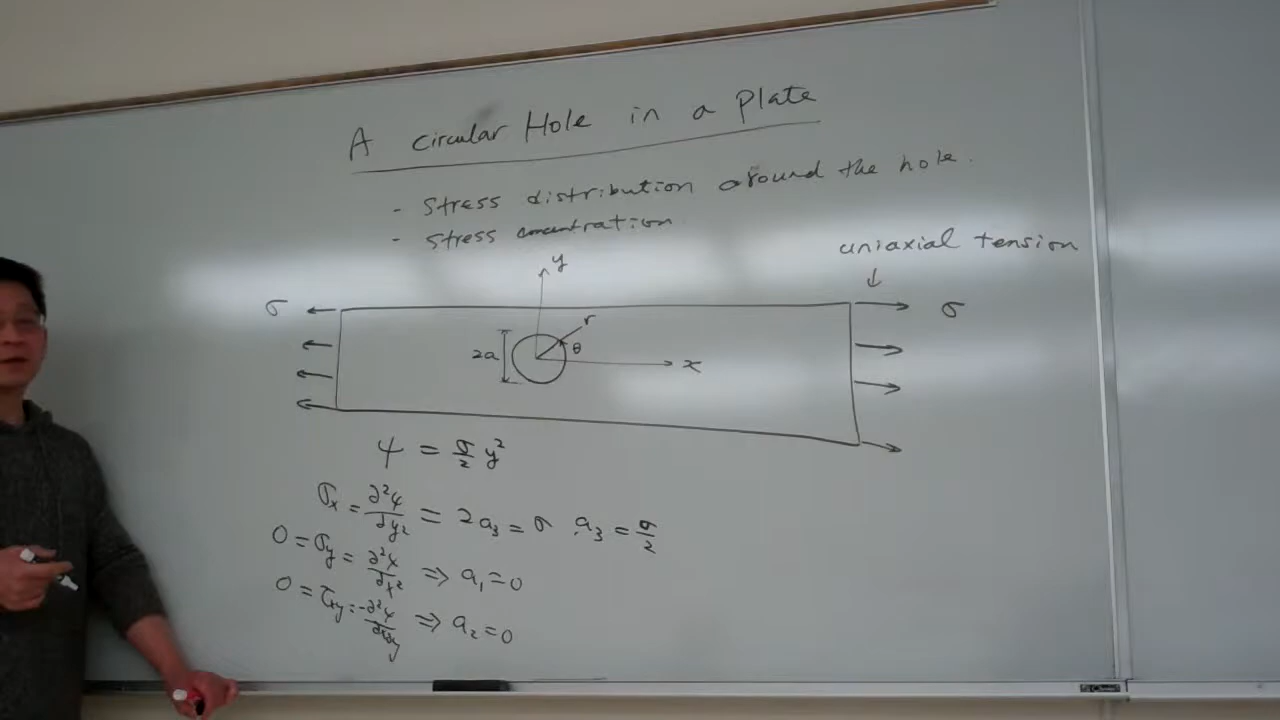 A circular Hole in a Plate
- stress distribution around the hole.
- stress concentration
uniaxial tension
y
σ
σ
r
2a
θ
x
ψ = σ/2 y²
σx = ∂²ψ/∂y² = 2a₃ = σ a₃ = σ/2
0 = σy = ∂²ψ/∂x² ⇒ a₁ = 0
0 = τxy = -∂²ψ/∂x∂y ⇒ a₂ = 0